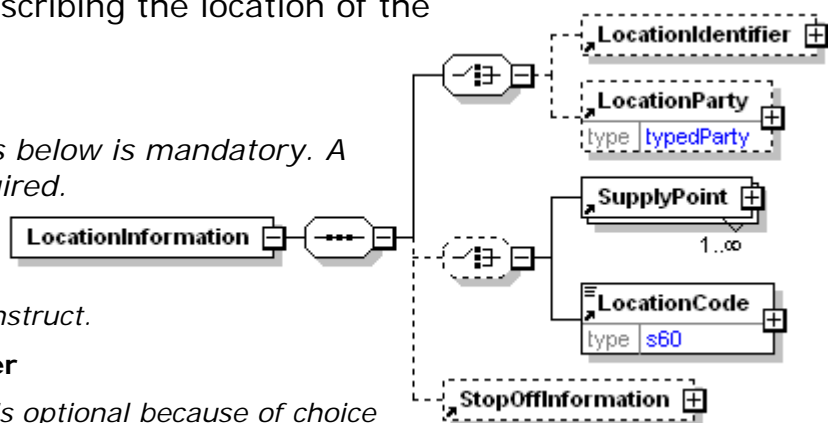 scribing the location of the
s below is mandatory. A
uired.
nstruct.
er
is optional because of choice
LocationInformation
LocationIdentifier
LocationParty
type typedParty
SupplyPoint
1..∞
LocationCode
type s60
StopOffInformation